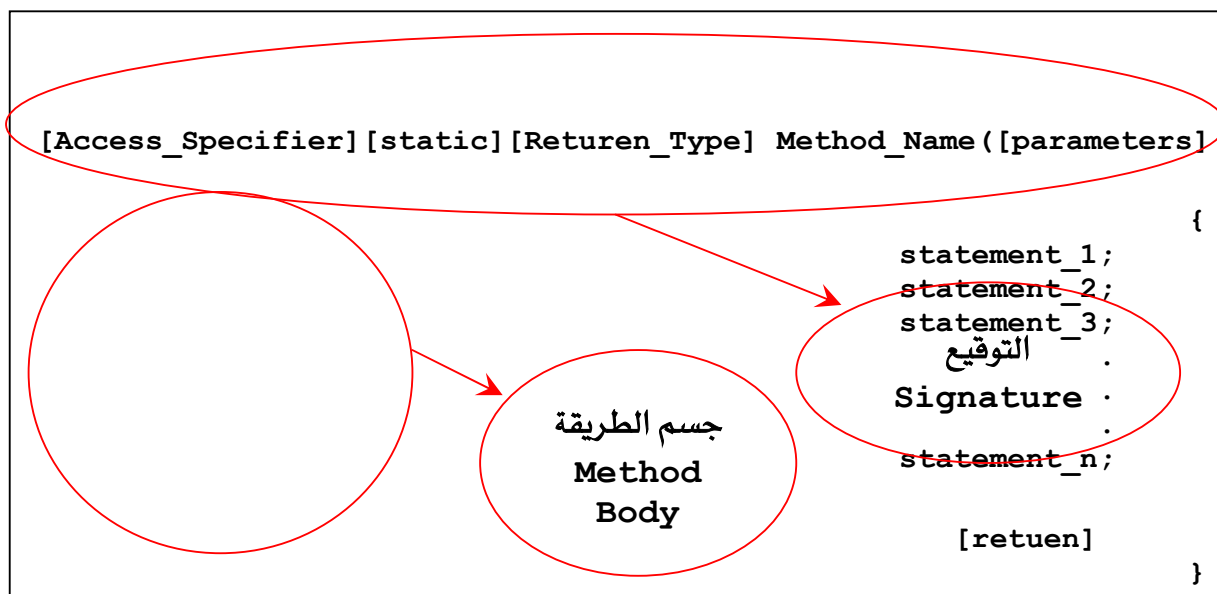 [Access_Specifier][static][Returen_Type] Method_Name([parameters]
{
statement_1;
statement_2;
statement_3;
.
.
.
statement_n;
[retuen]
}
التوقيع
Signature
جسم الطريقة
Method
Body